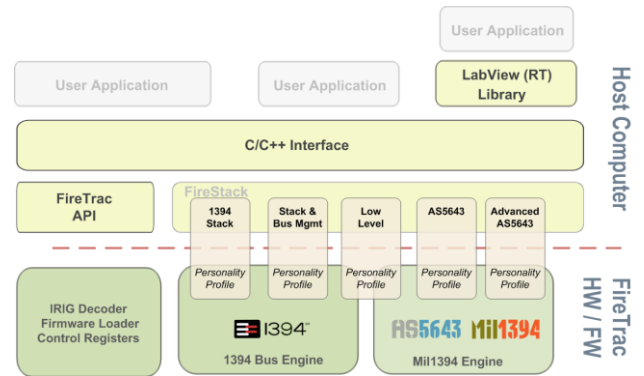 User Application
User Application
User Application
LabView (RT)
Library
Host Computer
C/C++ Interface
FireTrac
API
FireStack
1394
Stack
Stack &
Bus Mgmt
Low
Level
AS5643
Advanced
AS5643
Personality
Profile
Personality
Profile
Personality
Profile
Personality
Profile
Personality
Profile
IRIG Decoder
Firmware Loader
Control Registers
1394
1394 Bus Engine
AS5643 Mil1394
Mil1394 Engine
FireTrac
HW / FW